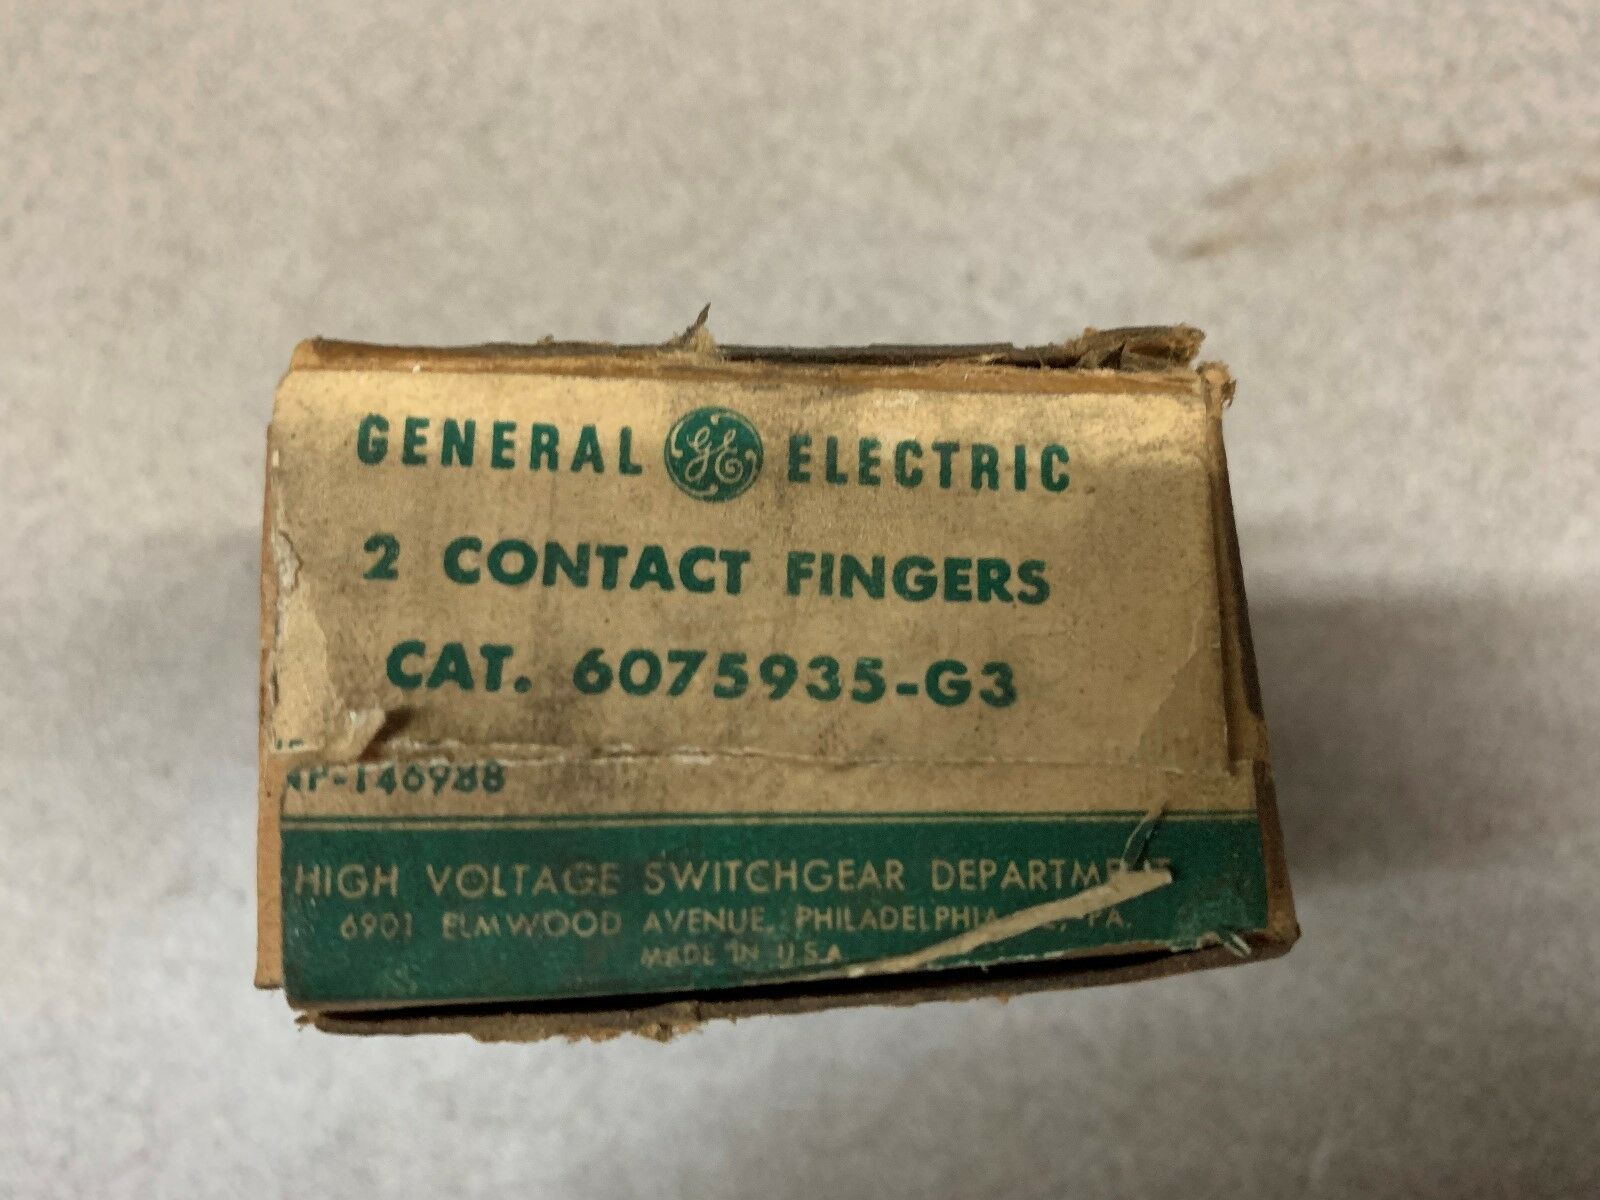 GENERAL GE ELECTRIC
2 CONTACT FINGERS
CAT. 6075935-G3
NP-146988
HIGH VOLTAGE SWITCHGEAR DEPARTMENT
6901 ELMWOOD AVENUE, PHILADELPHIA PA.
MADE IN U.S.A